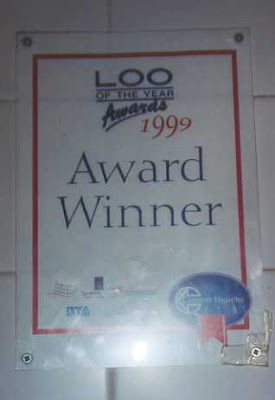 LOO
OF THE YEAR
Awards
1999
Award
Winner